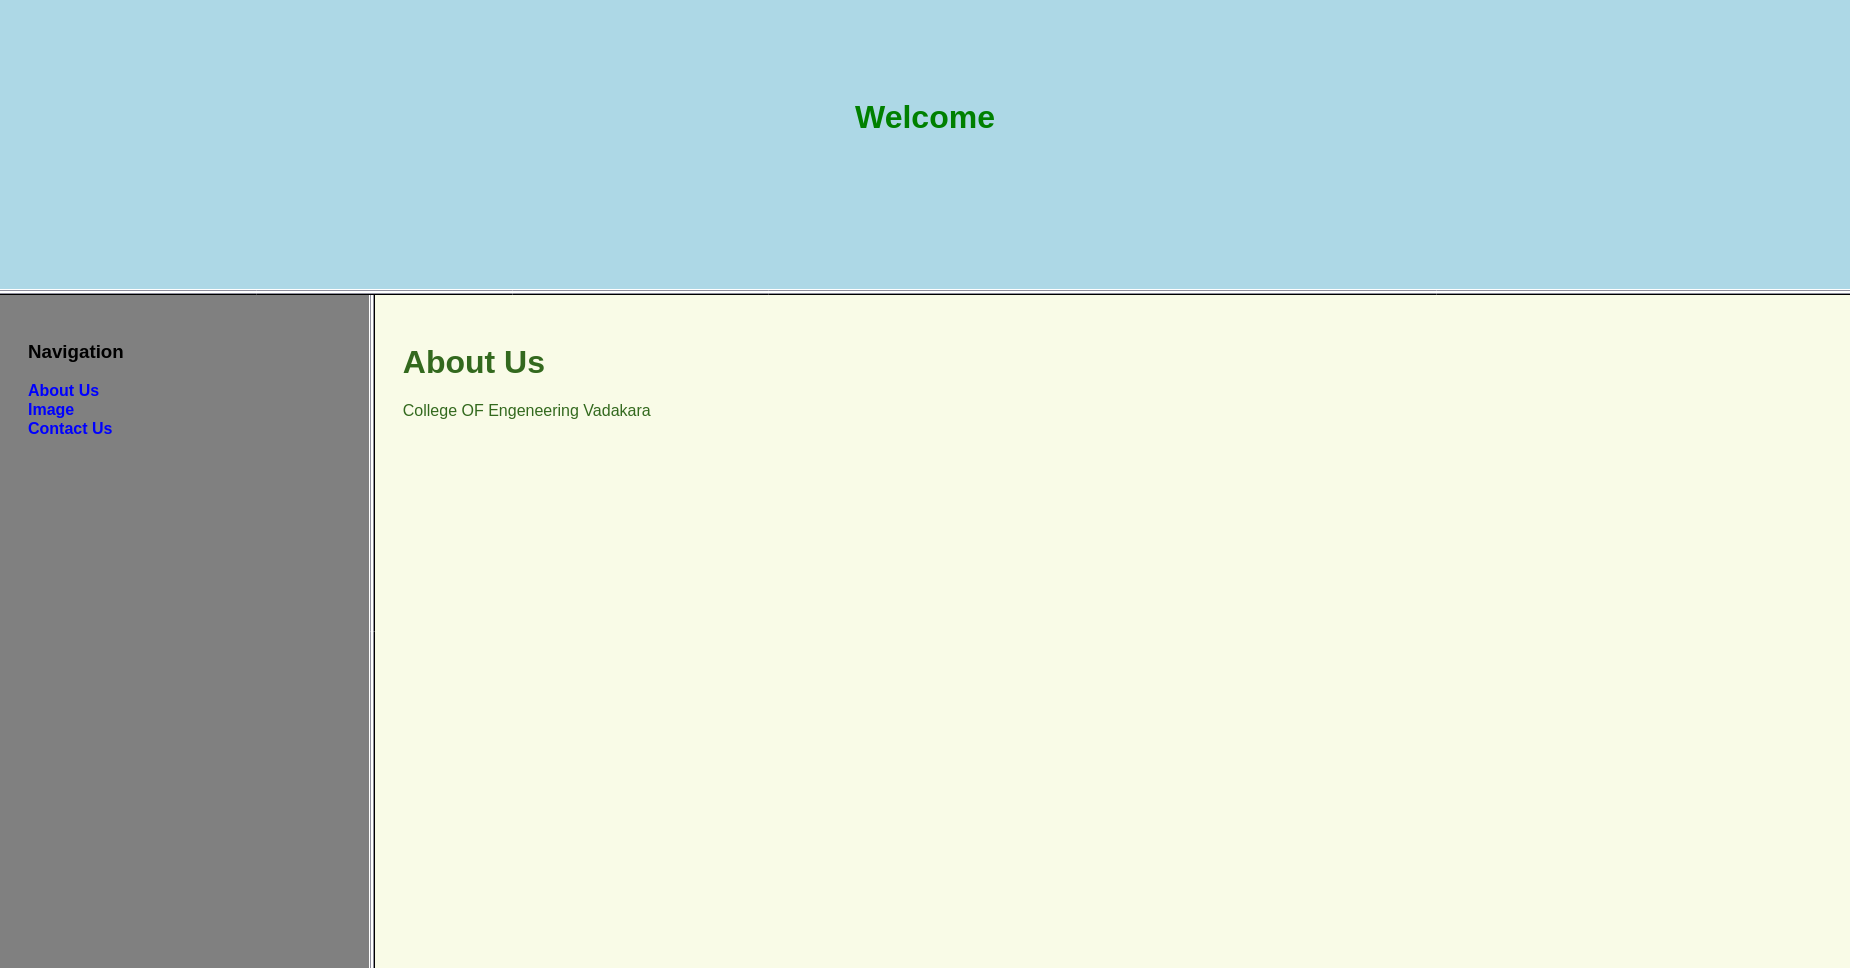 Welcome
Navigation
About Us
Image
Contact Us
About Us
College OF Engeneering Vadakara